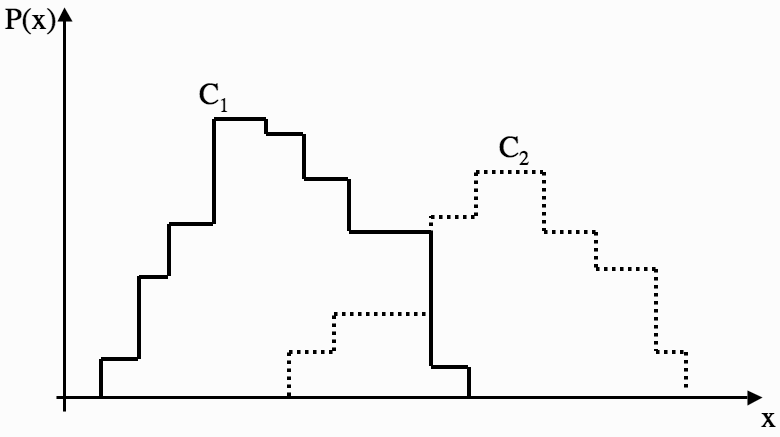 P(x)
C₁
C₂
x